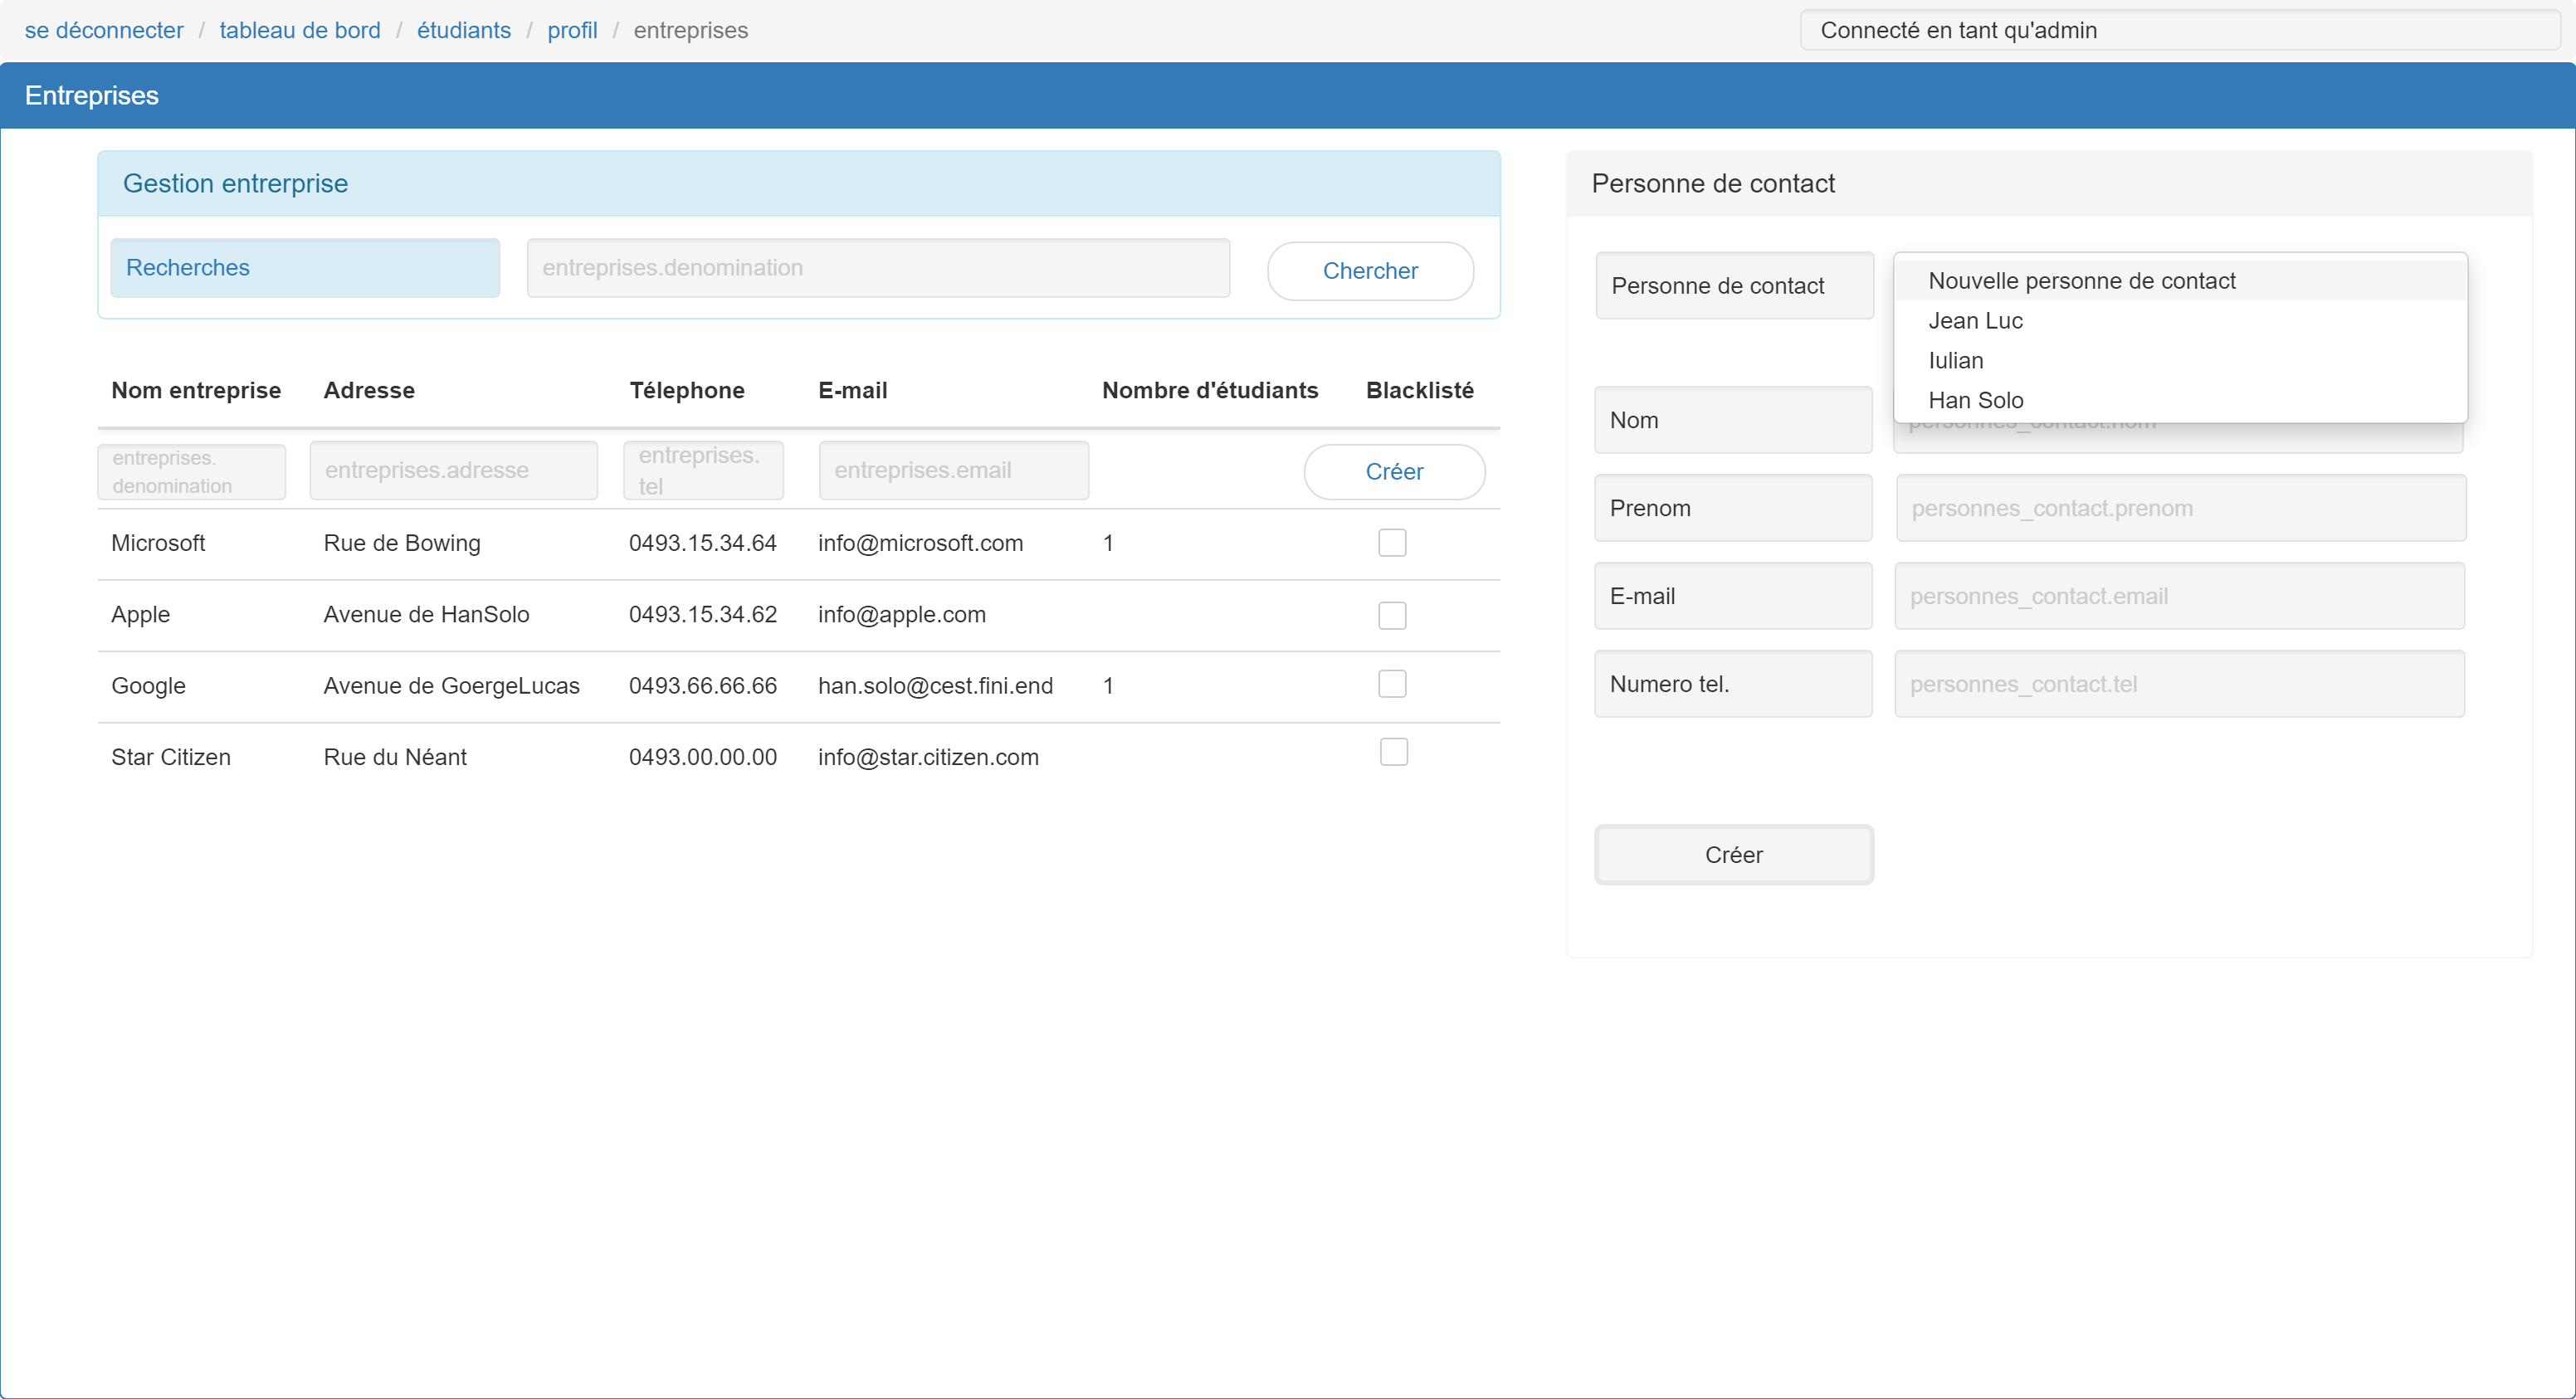 se déconnecter / tableau de bord / étudiants / profil / entreprises
Connecté en tant qu'admin
Entreprises
Gestion entrerprise
Recherches
entreprises.denomination
Chercher
Nom entreprise Adresse Télephone E-mail Nombre d'étudiants Blacklisté
entreprises.
denomination
entreprises.adresse
entreprises.
tel
entreprises.email
Créer
Microsoft Rue de Bowing 0493.15.34.64 info@microsoft.com 1
Apple Avenue de HanSolo 0493.15.34.62 info@apple.com
Google Avenue de GoergeLucas 0493.66.66.66 han.solo@cest.fini.end 1
Star Citizen Rue du Néant 0493.00.00.00 info@star.citizen.com
Personne de contact
Personne de contact
Nouvelle personne de contact
Jean Luc
Iulian
Han Solo
Nom
personnes_contact.nom
Prenom
personnes_contact.prenom
E-mail
personnes_contact.email
Numero tel.
personnes_contact.tel
Créer